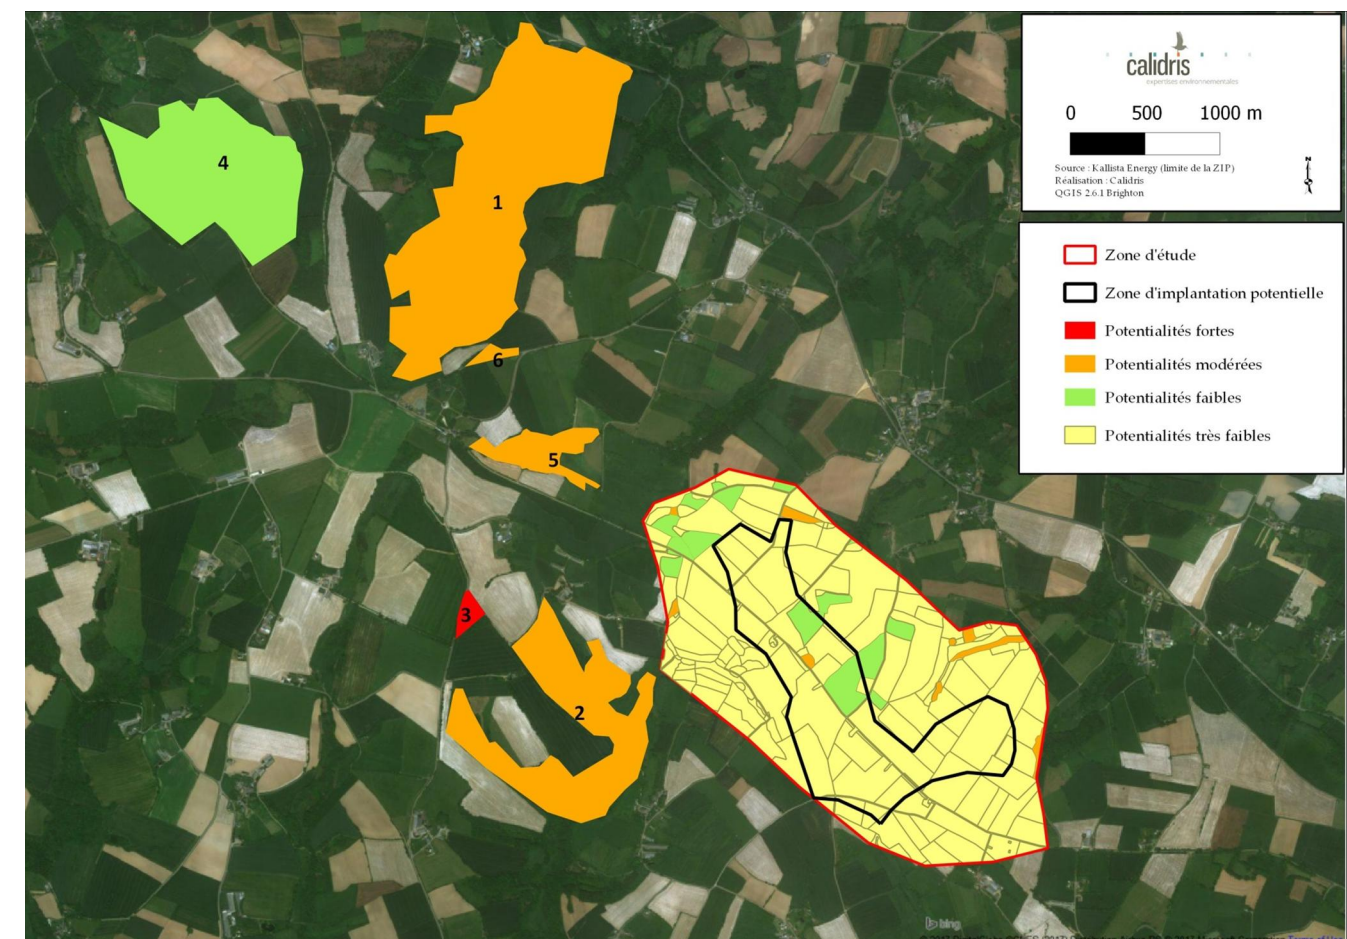 calidris
expertises environnementales
0 500 1000 m
Source : Kallista Energy (limite de la ZIP)
Réalisation : Calidris
QGIS 2.6.1 Brighton
N
Zone d'étude
Zone d'implantation potentielle
Potentialités fortes
Potentialités modérées
Potentialités faibles
Potentialités très faibles
4
1
6
5
3
2
bing